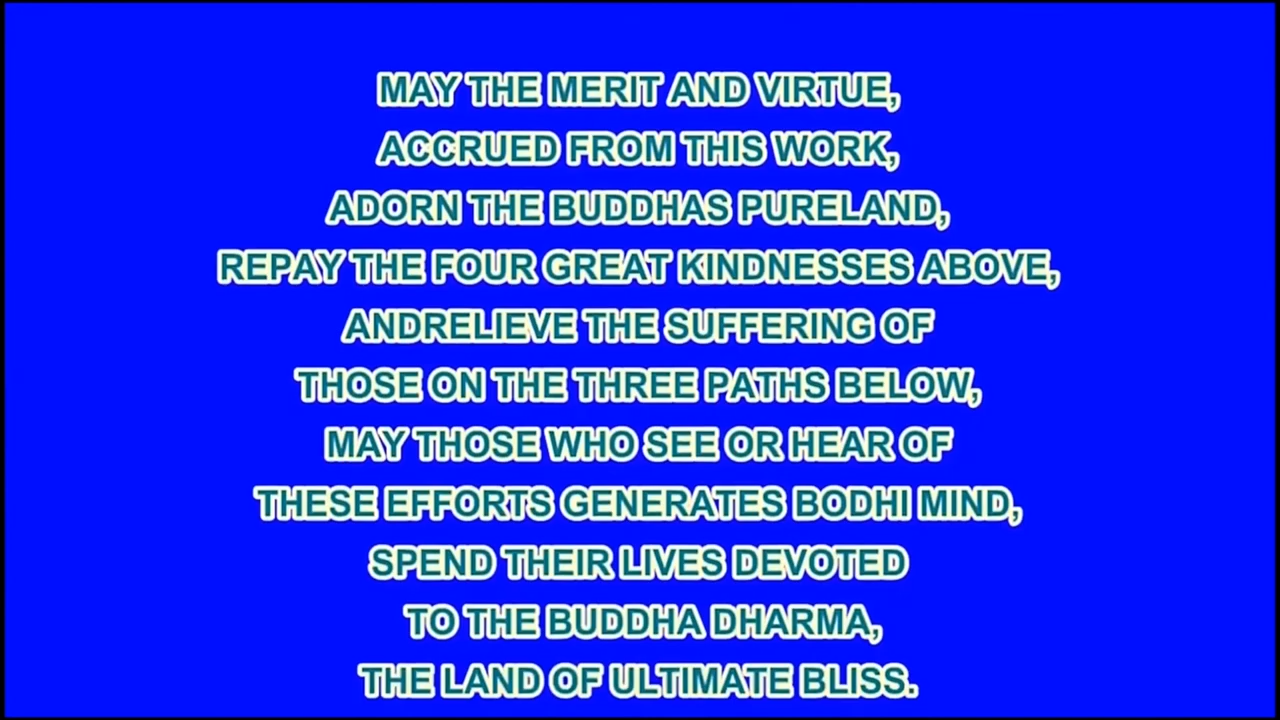 MAY THE MERIT AND VIRTUE,
ACCRUED FROM THIS WORK,
ADORN THE BUDDHAS PURELAND,
REPAY THE FOUR GREAT KINDNESSES ABOVE,
ANDRELIEVE THE SUFFERING OF
THOSE ON THE THREE PATHS BELOW,
MAY THOSE WHO SEE OR HEAR OF
THESE EFFORTS GENERATES BODHI MIND,
SPEND THEIR LIVES DEVOTED
TO THE BUDDHA DHARMA,
THE LAND OF ULTIMATE BLISS.